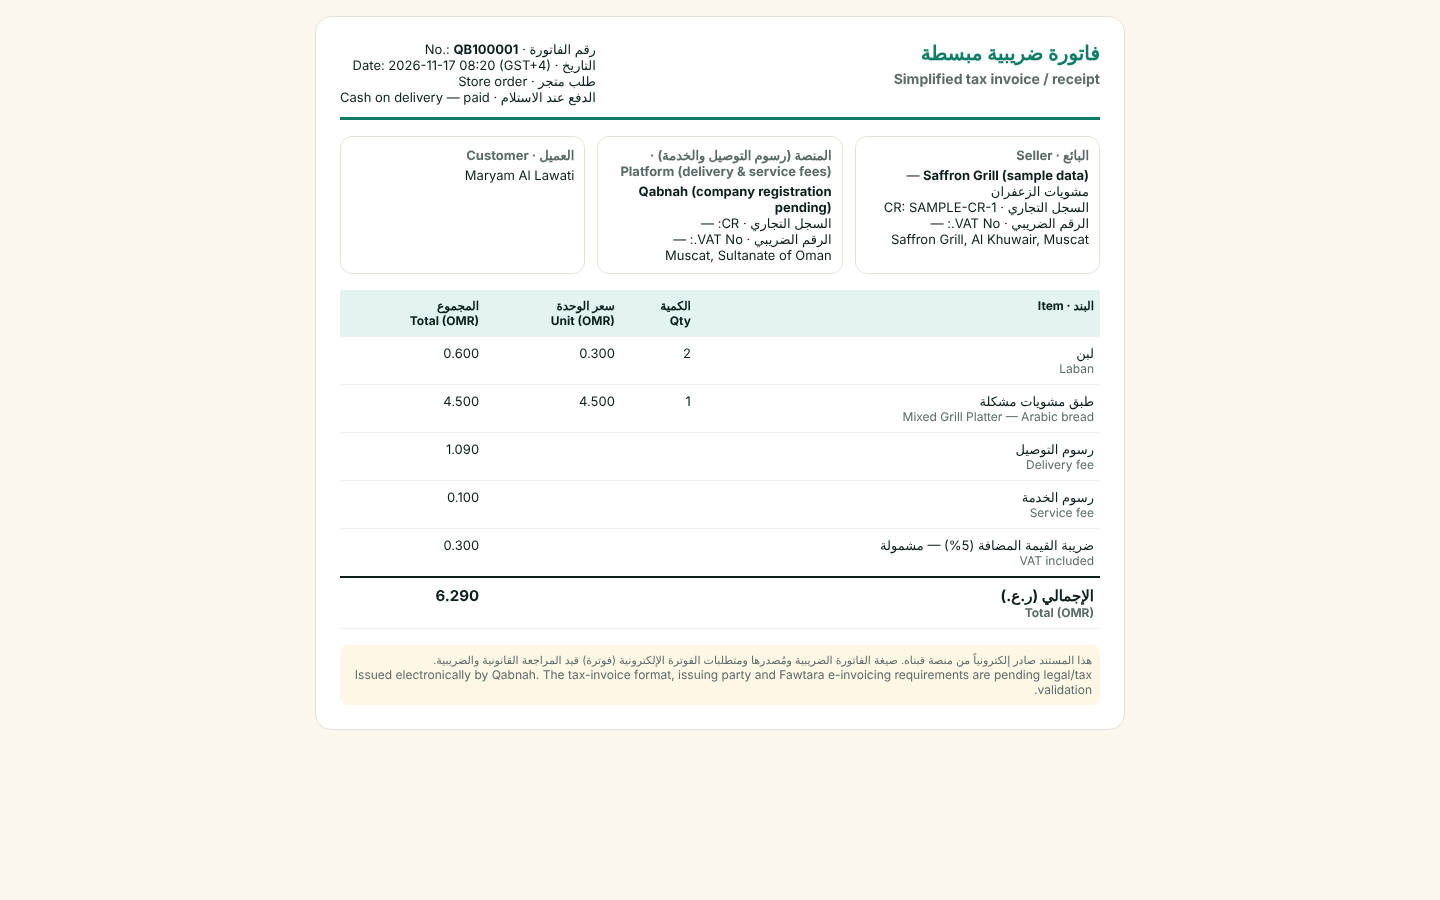 فاتورة ضريبية مبسطة
Simplified tax invoice / receipt
رقم الفاتورة · No.: QB100001
التاريخ · Date: 2026-11-17 08:20 (GST+4)
طلب متجر · Store order
الدفع عند الاستلام · Cash on delivery — paid
البائع · Seller
Saffron Grill (sample data) —
مشويات الزعفران
السجل التجاري · CR: SAMPLE-CR-1
الرقم الضريبي · VAT No.: —
Saffron Grill, Al Khuwair, Muscat
المنصة (رسوم التوصيل والخدمة) ·
Platform (delivery & service fees)
Qabnah (company registration
pending)
السجل التجاري · CR: —
الرقم الضريبي · VAT No.: —
Muscat, Sultanate of Oman
العميل · Customer
Maryam Al Lawati
البند · Item
الكمية
Qty
سعر الوحدة
Unit (OMR)
المجموع
Total (OMR)
لبن 2 0.300 0.600
Laban
طبق مشويات مشكلة 1 4.500 4.500
Mixed Grill Platter — Arabic bread
رسوم التوصيل 1.090
Delivery fee
رسوم الخدمة 0.100
Service fee
ضريبة القيمة المضافة (5%) — مشمولة 0.300
VAT included
الإجمالي (ر.ع.) 6.290
Total (OMR)
هذا المستند صادر إلكترونياً من منصة قبناه. صيغة الفاتورة الضريبية ومُصدرها ومتطلبات الفوترة الإلكترونية (فوترة) قيد المراجعة القانونية والضريبية.
Issued electronically by Qabnah. The tax-invoice format, issuing party and Fawtara e-invoicing requirements are pending legal/tax
validation.